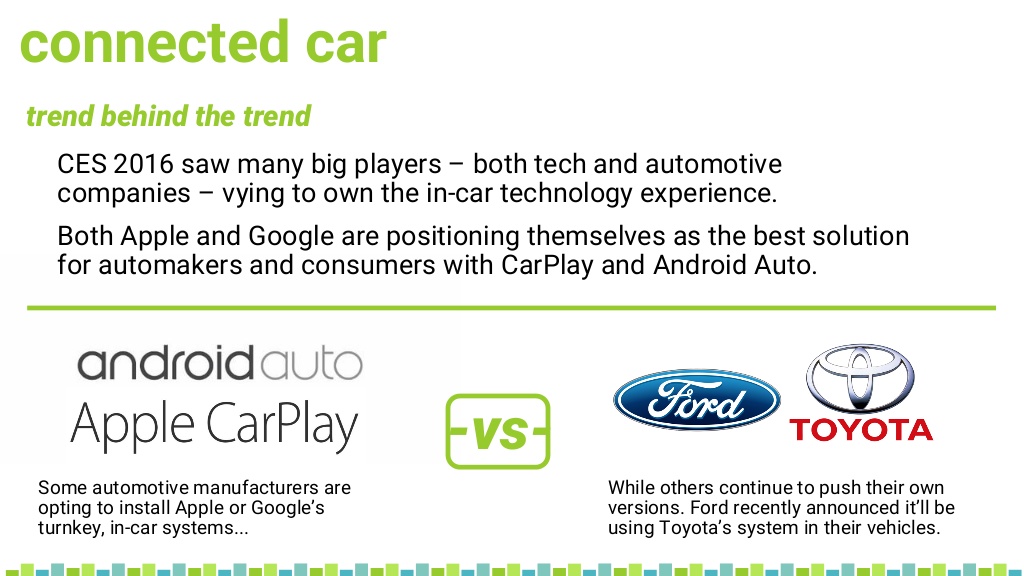 connected car
trend behind the trend
CES 2016 saw many big players – both tech and automotive
companies – vying to own the in-car technology experience.
Both Apple and Google are positioning themselves as the best solution
for automakers and consumers with CarPlay and Android Auto.
androidauto
Apple CarPlay
-vs-
Ford
TOYOTA
Some automotive manufacturers are
opting to install Apple or Google’s
turnkey, in-car systems...
While others continue to push their own
versions. Ford recently announced it’ll be
using Toyota’s system in their vehicles.